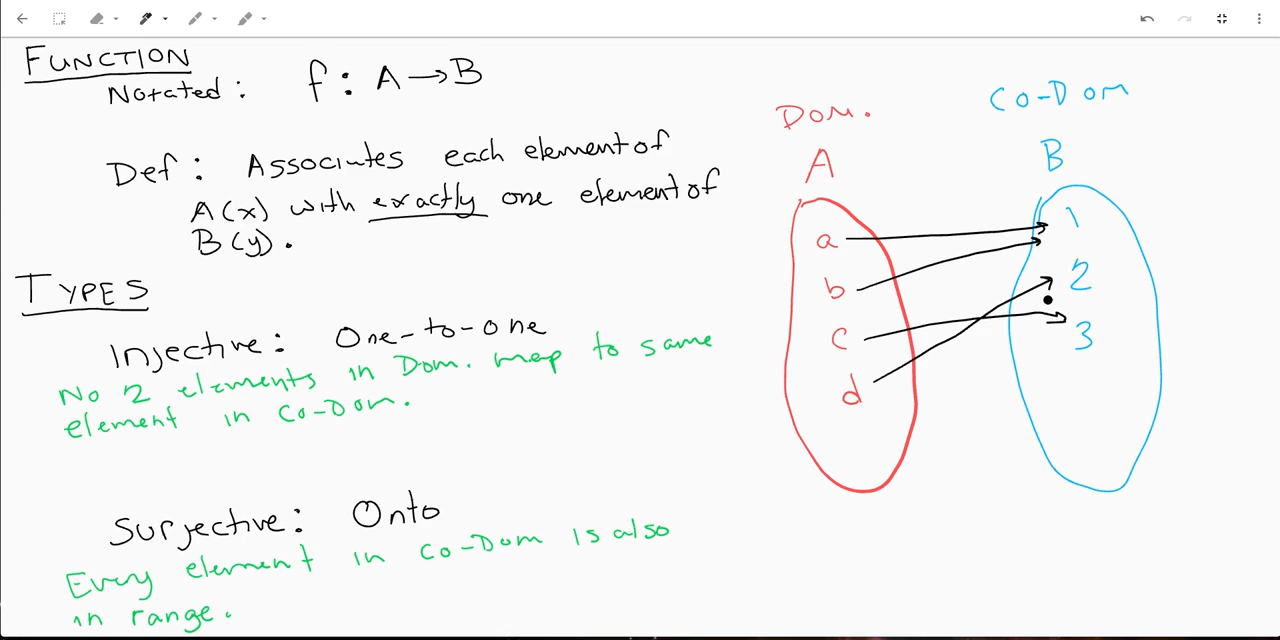 FUNCTION
Notated: f: A→B
Def: Associates each element of
A(x) with exactly one element of
B(y).
TYPES
Injective: One-to-one
No 2 elements in Dom. map to same
element in Co-Dom.
Surjective: Onto
Every element in Co-Dom is also
in range.
Dom.
Co-Dom
A
B
a
1
b
2
c
3
d